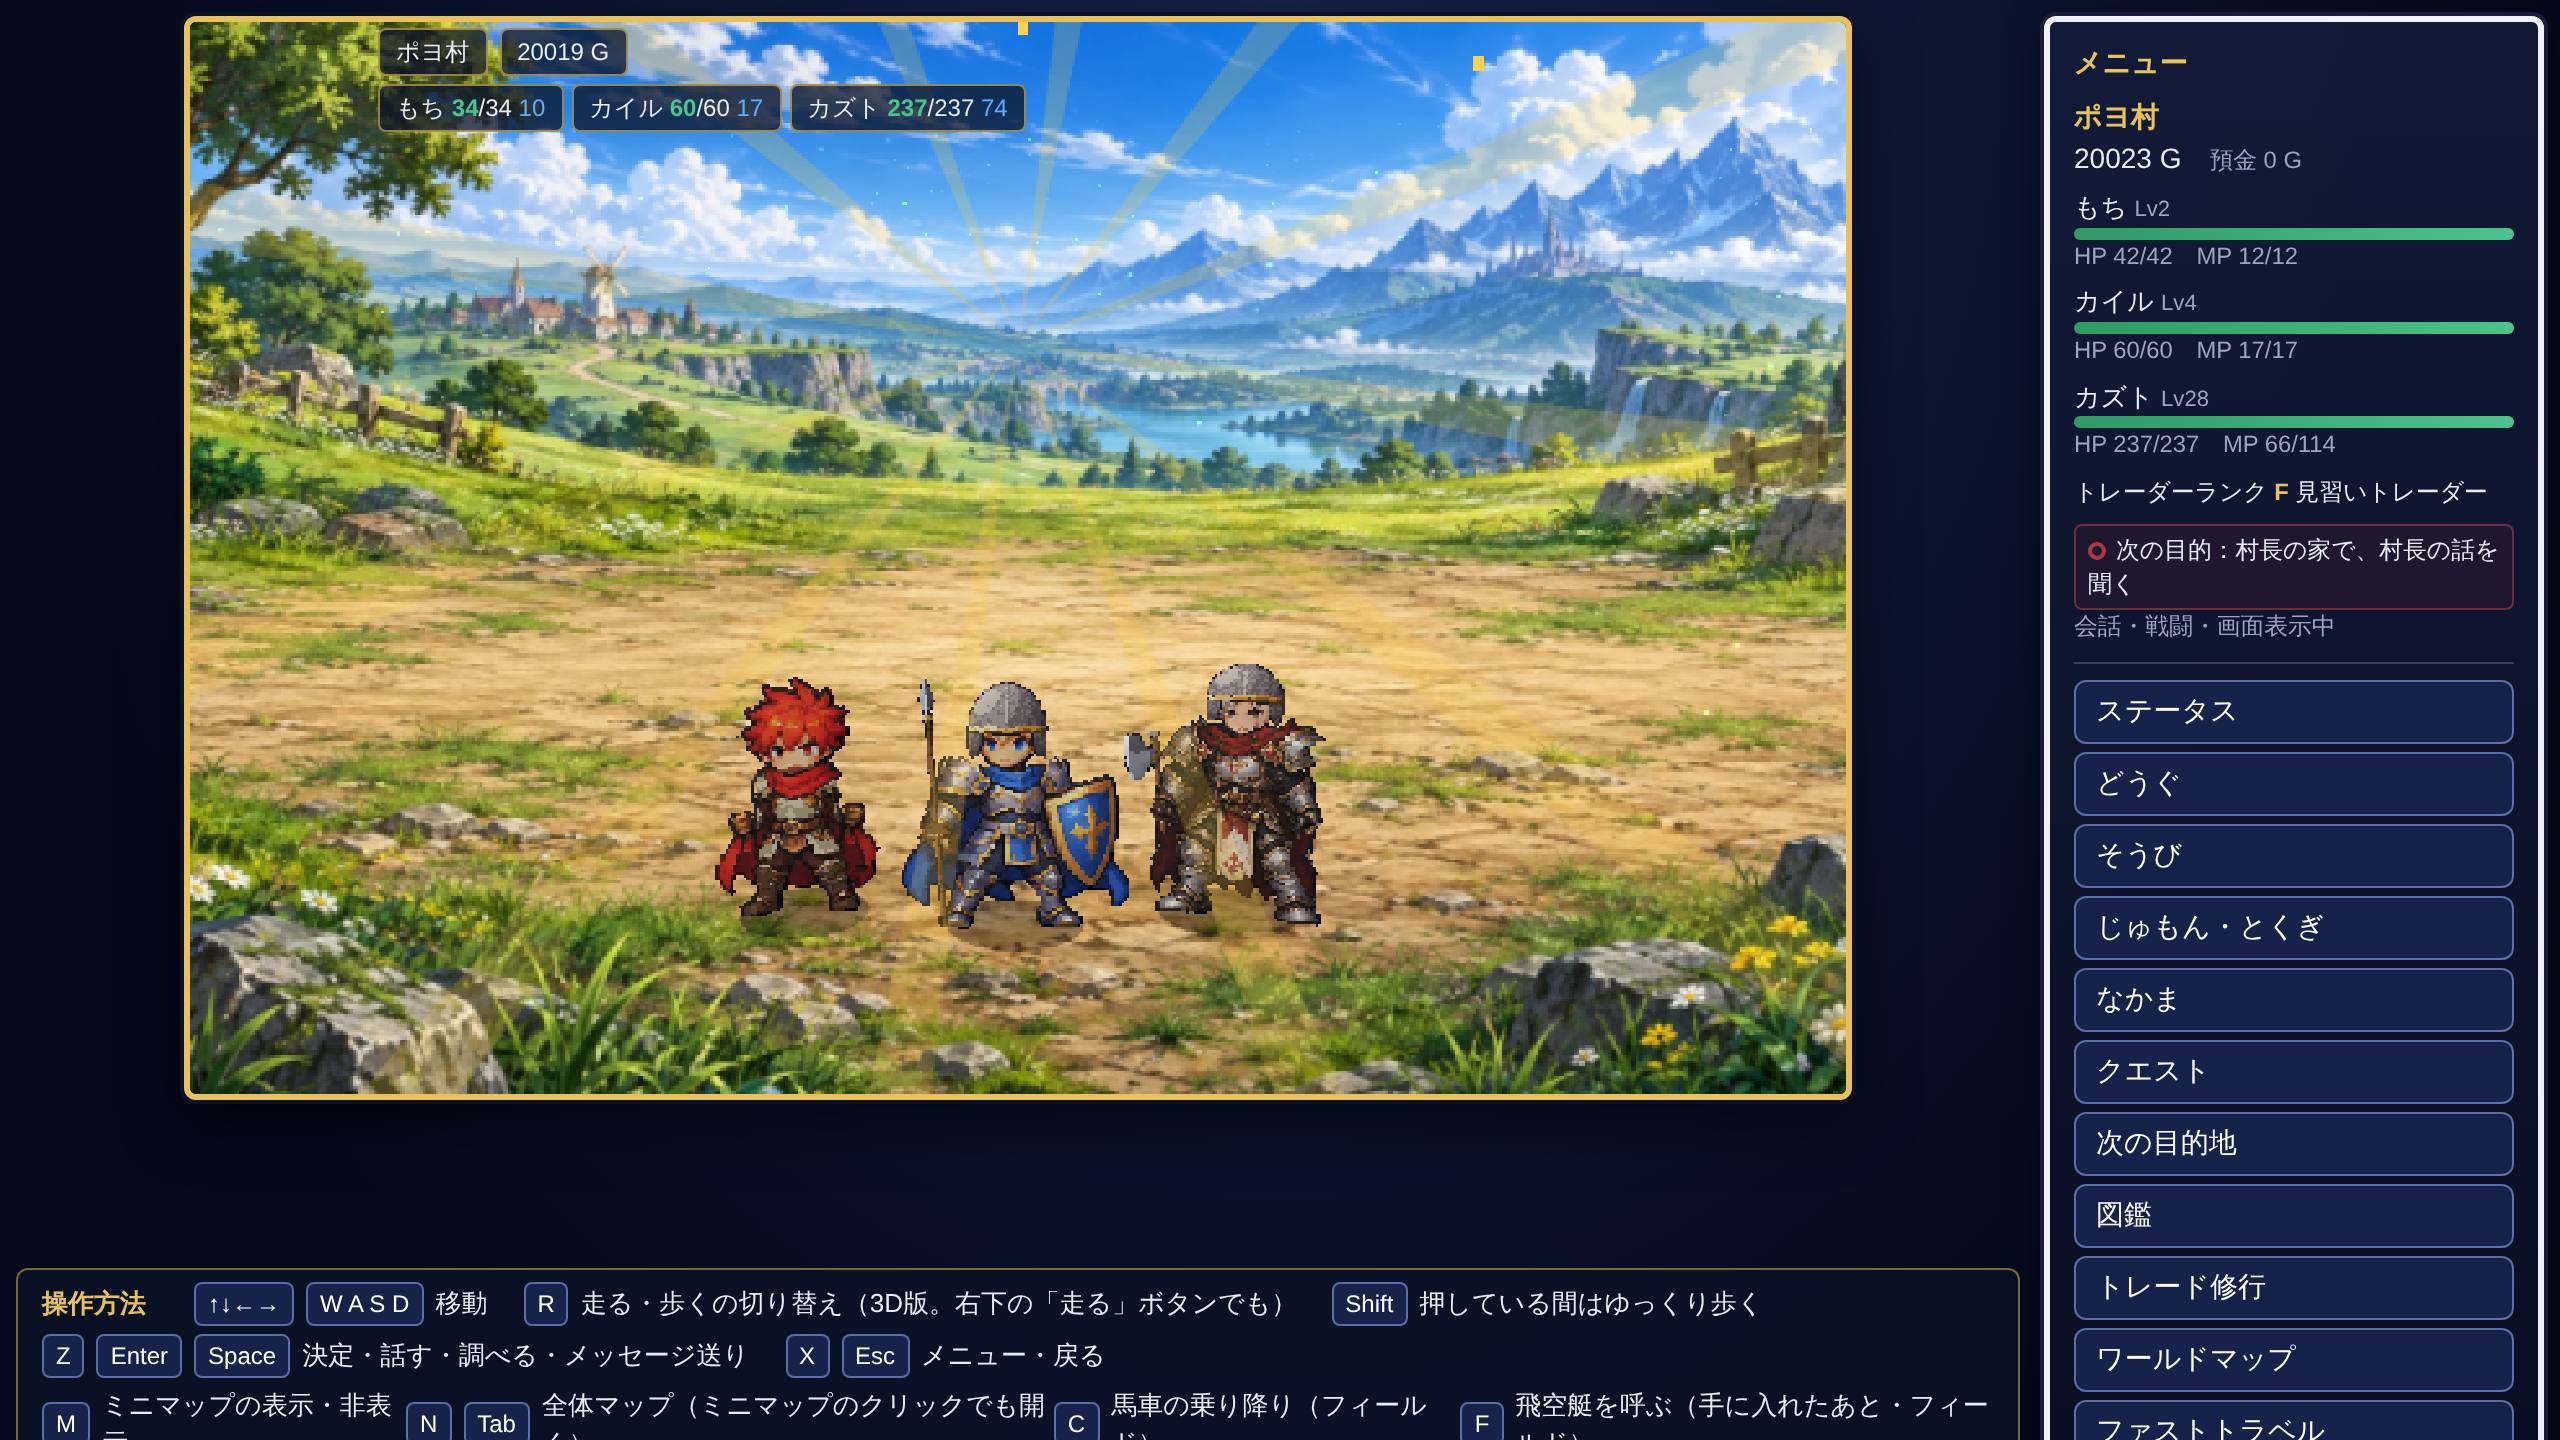 ポヨ村 20019 G
もち 34/34 10 カイル 60/60 17 カズト 237/237 74
メニュー
ポヨ村
20023 G 預金 0 G
もち Lv2
HP 42/42 MP 12/12
カイル Lv4
HP 60/60 MP 17/17
カズト Lv28
HP 237/237 MP 66/114
トレーダーランク F 見習いトレーダー
次の目的：村長の家で、村長の話を
聞く
会話・戦闘・画面表示中
ステータス
どうぐ
そうび
じゅもん・とくぎ
なかま
クエスト
次の目的地
図鑑
トレード修行
ワールドマップ
ファストトラベル
操作方法 ↑↓←→ W A S D 移動 R 走る・歩くの切り替え（3D版。右下の「走る」ボタンでも） Shift 押している間はゆっくり歩く
Z Enter Space 決定・話す・調べる・メッセージ送り X Esc メニュー・戻る
M ミニマップの表示・非表 N Tab 全体マップ（ミニマップのクリックでも開 C 馬車の乗り降り（フィール F 飛空艇を呼ぶ（手に入れたあと・フィー